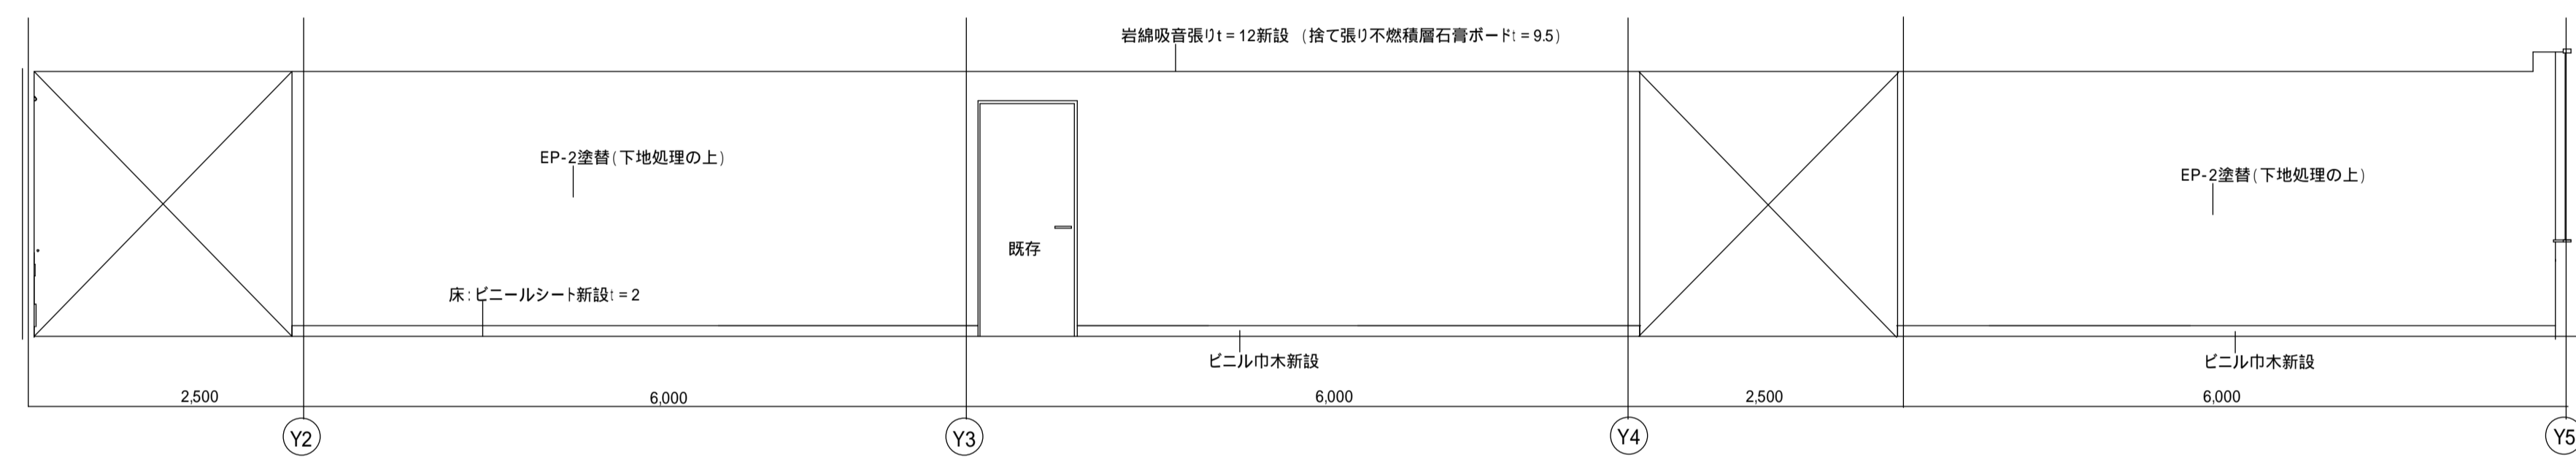 岩綿吸音張りt＝12新設 (捨て張り不燃積層石膏ボードt＝9.5)
EP-2塗替(下地処理の上)
EP-2塗替(下地処理の上)
既存
床:ビニールシート新設t＝2
ビニル巾木新設
ビニル巾木新設
2,500
6,000
6,000
2,500
6,000
Y2
Y3
Y4
Y5